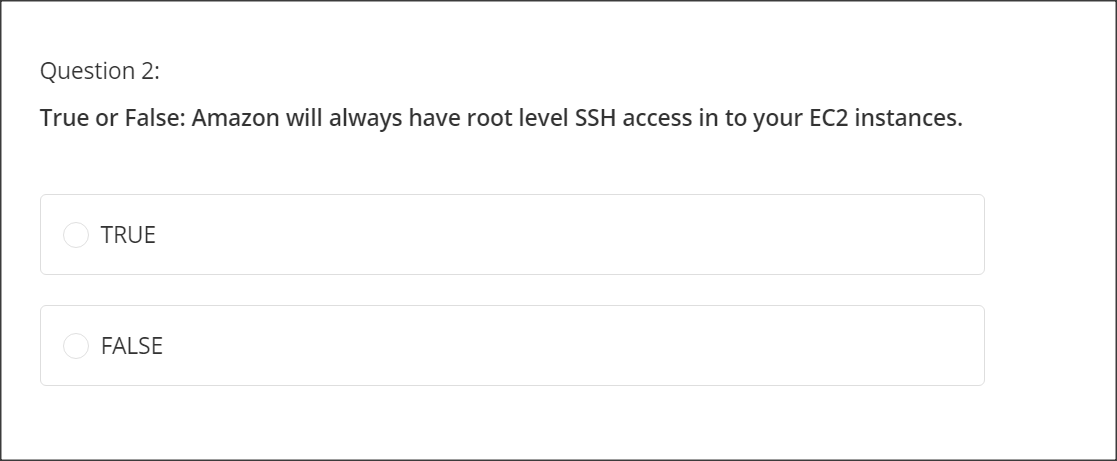 Question 2:
True or False: Amazon will always have root level SSH access in to your EC2 instances.
TRUE
FALSE